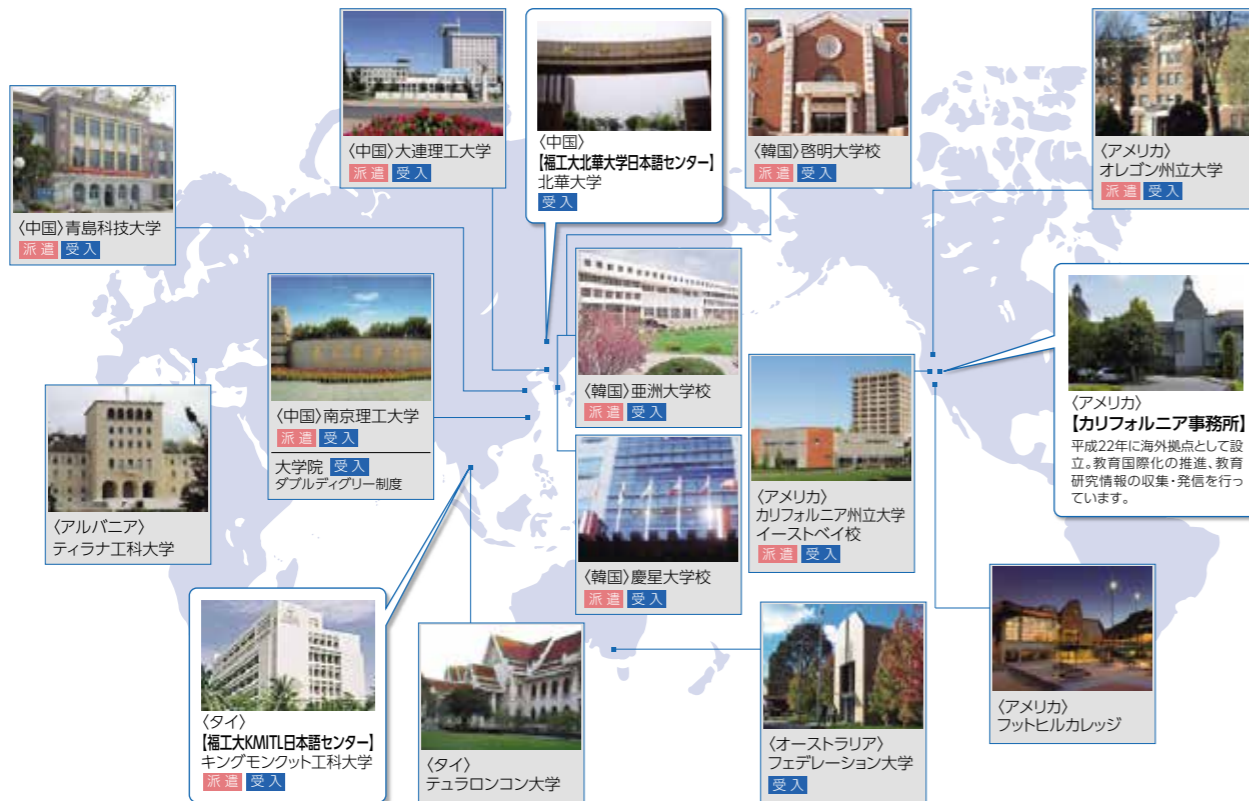 〈中国〉大連理工大学
派遣 受入
〈中国〉
【福工大北華大学日本語センター】
北華大学
受入
〈韓国〉啓明大学校
派遣 受入
〈アメリカ〉
オレゴン州立大学
派遣 受入
〈中国〉青島科技大学
派遣 受入
〈中国〉南京理工大学
派遣 受入
大学院 受入
ダブルディグリー制度
〈韓国〉亜洲大学校
派遣 受入
〈アメリカ〉
【カリフォルニア事務所】
平成22年に海外拠点として設
立。教育国際化の推進、教育
研究情報の収集・発信を行っ
ています。
〈アルバニア〉
ティラナ工科大学
〈韓国〉慶星大学校
派遣 受入
〈アメリカ〉
カリフォルニア州立大学
イーストベイ校
派遣 受入
〈タイ〉
【福工大KMITL日本語センター】
キングモンクット工科大学
派遣 受入
〈タイ〉
テュラロンコン大学
〈オーストラリア〉
フェデレーション大学
受入
〈アメリカ〉
フットヒルカレッジ